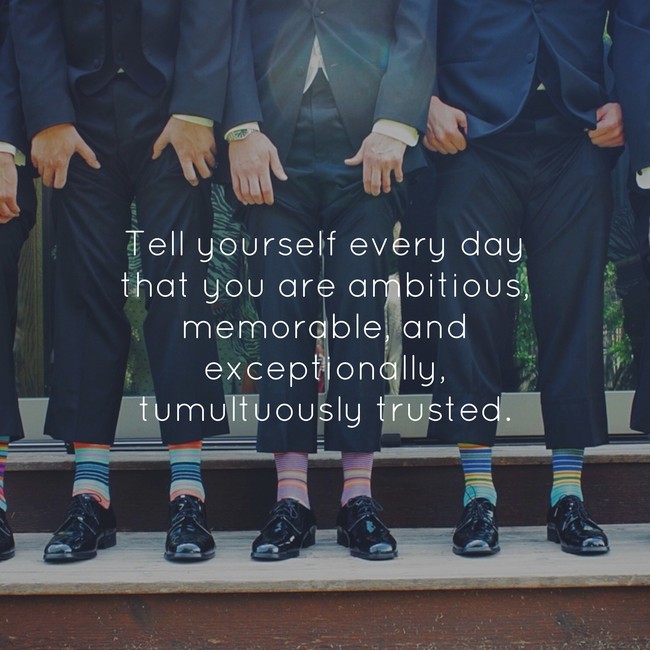 Tell yourself every day
that you are ambitious,
memorable, and
exceptionally,
tumultuously trusted.